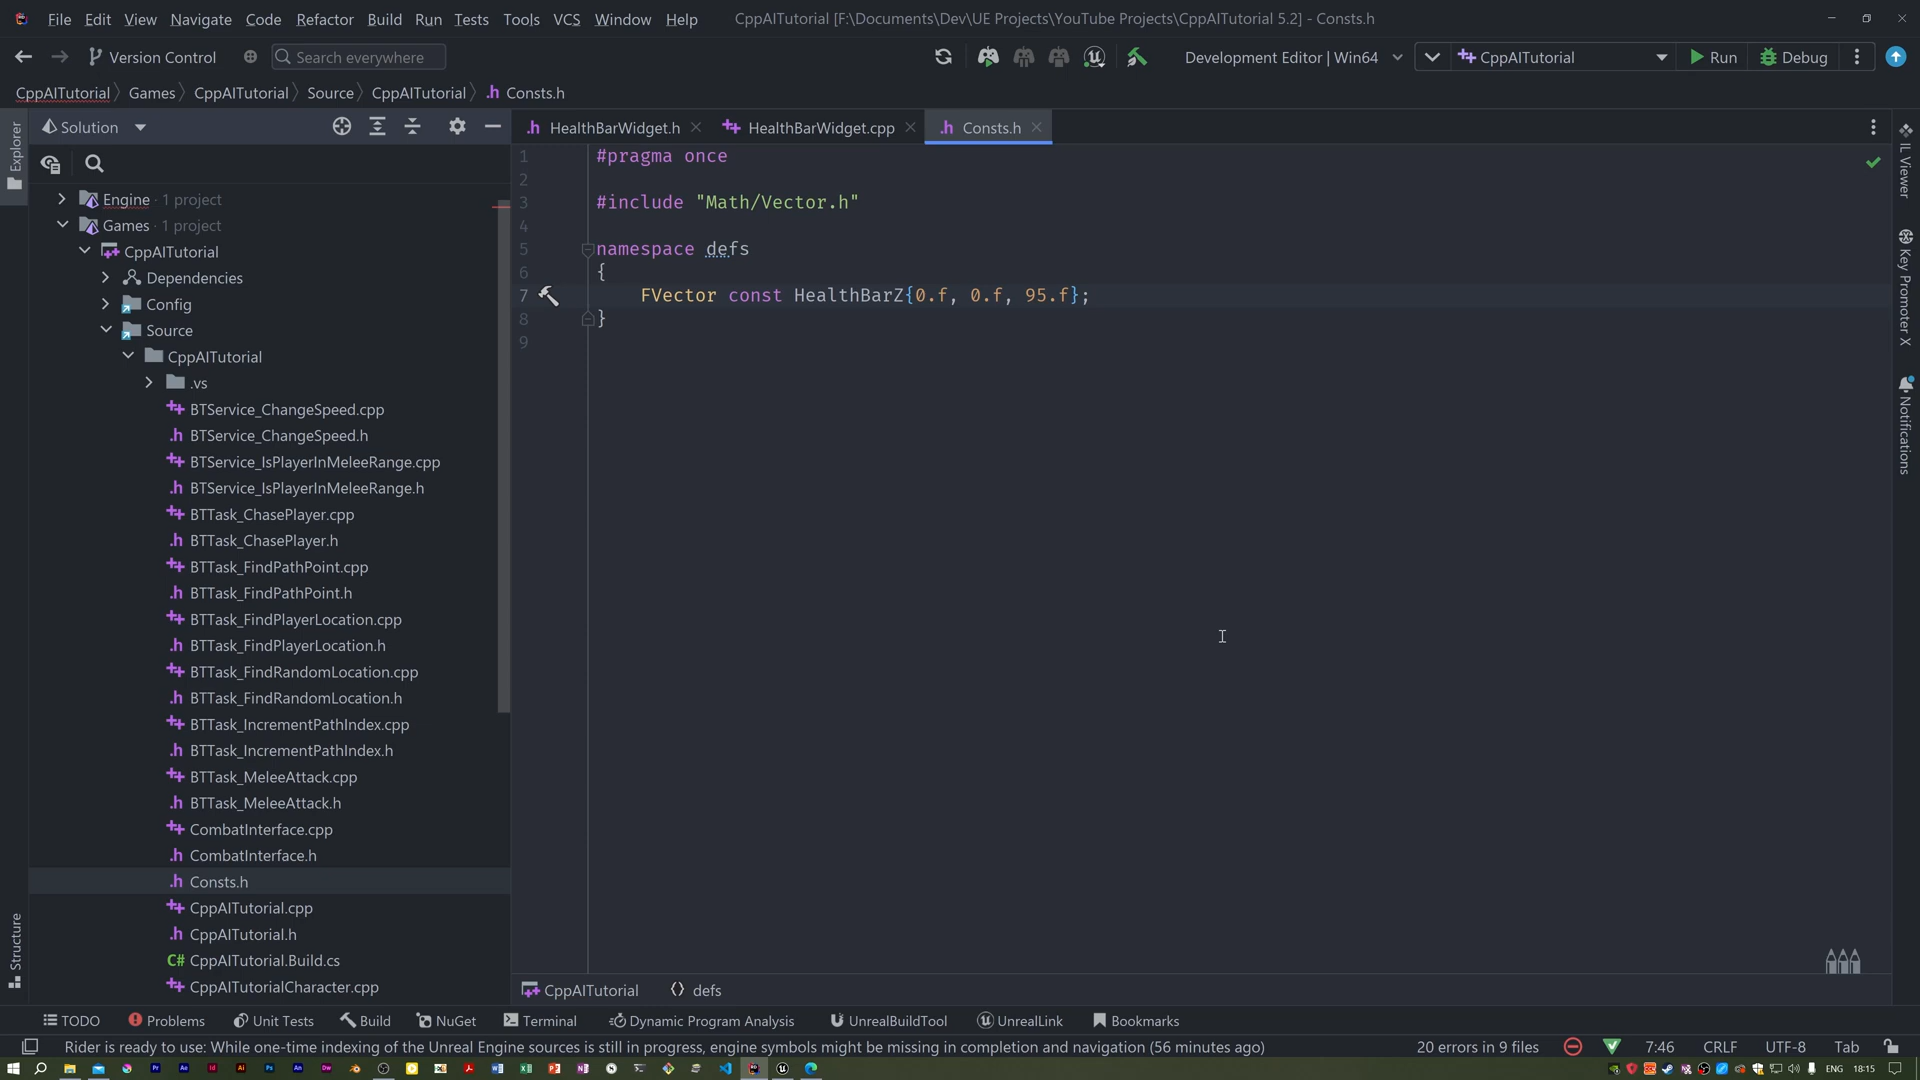 File Edit View Navigate Code Refactor Build Run Tests Tools VCS Window Help CppAITutorial [F:\Documents\Dev\UE Projects\YouTube Projects\CppAITutorial 5.2] - Consts.h
Version Control Search everywhere Development Editor | Win64 CppAITutorial Run Debug
CppAITutorial Games CppAITutorial Source CppAITutorial .h Consts.h
Explorer
Solution
.h HealthBarWidget.h HealthBarWidget.cpp .h Consts.h
Engine · 1 project
Games · 1 project
CppAITutorial
Dependencies
Config
Source
CppAITutorial
.vs
BTService_ChangeSpeed.cpp
.h BTService_ChangeSpeed.h
BTService_IsPlayerInMeleeRange.cpp
.h BTService_IsPlayerInMeleeRange.h
BTTask_ChasePlayer.cpp
.h BTTask_ChasePlayer.h
BTTask_FindPathPoint.cpp
.h BTTask_FindPathPoint.h
BTTask_FindPlayerLocation.cpp
.h BTTask_FindPlayerLocation.h
BTTask_FindRandomLocation.cpp
.h BTTask_FindRandomLocation.h
BTTask_IncrementPathIndex.cpp
.h BTTask_IncrementPathIndex.h
BTTask_MeleeAttack.cpp
.h BTTask_MeleeAttack.h
CombatInterface.cpp
.h CombatInterface.h
.h Consts.h
CppAITutorial.cpp
.h CppAITutorial.h
C# CppAITutorial.Build.cs
CppAITutorialCharacter.cpp
Structure
1 #pragma once
2
3 #include "Math/Vector.h"
4
5 namespace defs
6 {
7 FVector const HealthBarZ{0.f, 0.f, 95.f};
8 }
9
IL Viewer
Key Promoter X
Notifications
CppAITutorial defs
TODO Problems Unit Tests Build NuGet Terminal Dynamic Program Analysis UnrealBuildTool UnrealLink Bookmarks
Rider is ready to use: While one-time indexing of the Unreal Engine sources is still in progress, engine symbols might be missing in completion and navigation (56 minutes ago) 20 errors in 9 files 7:46 CRLF UTF-8 Tab
ENG 18:15